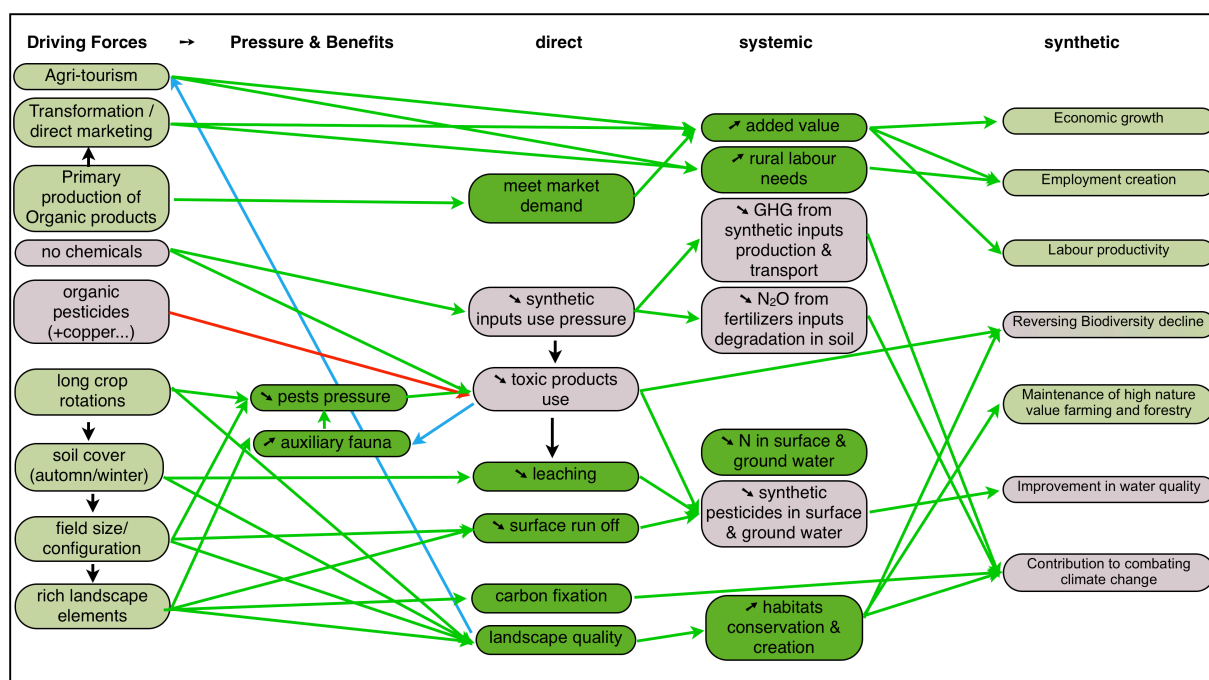 Driving Forces → Pressure & Benefits direct systemic synthetic
Agri-tourism
Transformation /
direct marketing
Primary
production of
Organic products
no chemicals
organic
pesticides
(+copper...)
long crop
rotations
soil cover
(automn/winter)
field size/
configuration
rich landscape
elements
➘ pests pressure
➚ auxiliary fauna
meet market
demand
➘ synthetic
inputs use pressure
➘ toxic products
use
➘ leaching
➘ surface run off
carbon fixation
landscape quality
➚ added value
➚ rural labour
needs
➘ GHG from
synthetic inputs
production &
transport
➘ N₂O from
fertilizers inputs
degradation in soil
➘ N in surface &
ground water
➘ synthetic
pesticides in surface
& ground water
➚ habitats
conservation &
creation
Economic growth
Employment creation
Labour productivity
Reversing Biodiversity decline
Maintenance of high nature
value farming and forestry
Improvement in water quality
Contribution to combating
climate change